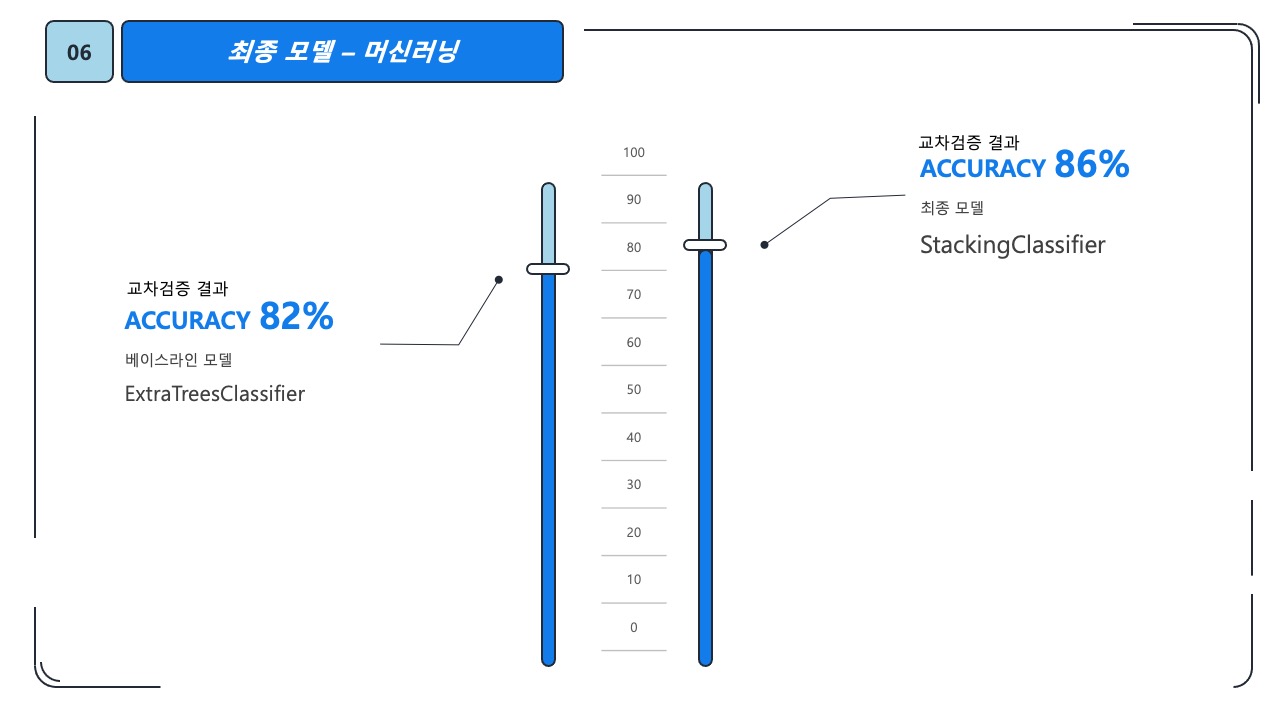 06
최종 모델 – 머신러닝
교차검증 결과
ACCURACY 82%
베이스라인 모델
ExtraTreesClassifier
100
90
80
70
60
50
40
30
20
10
0
교차검증 결과
ACCURACY 86%
최종 모델
StackingClassifier